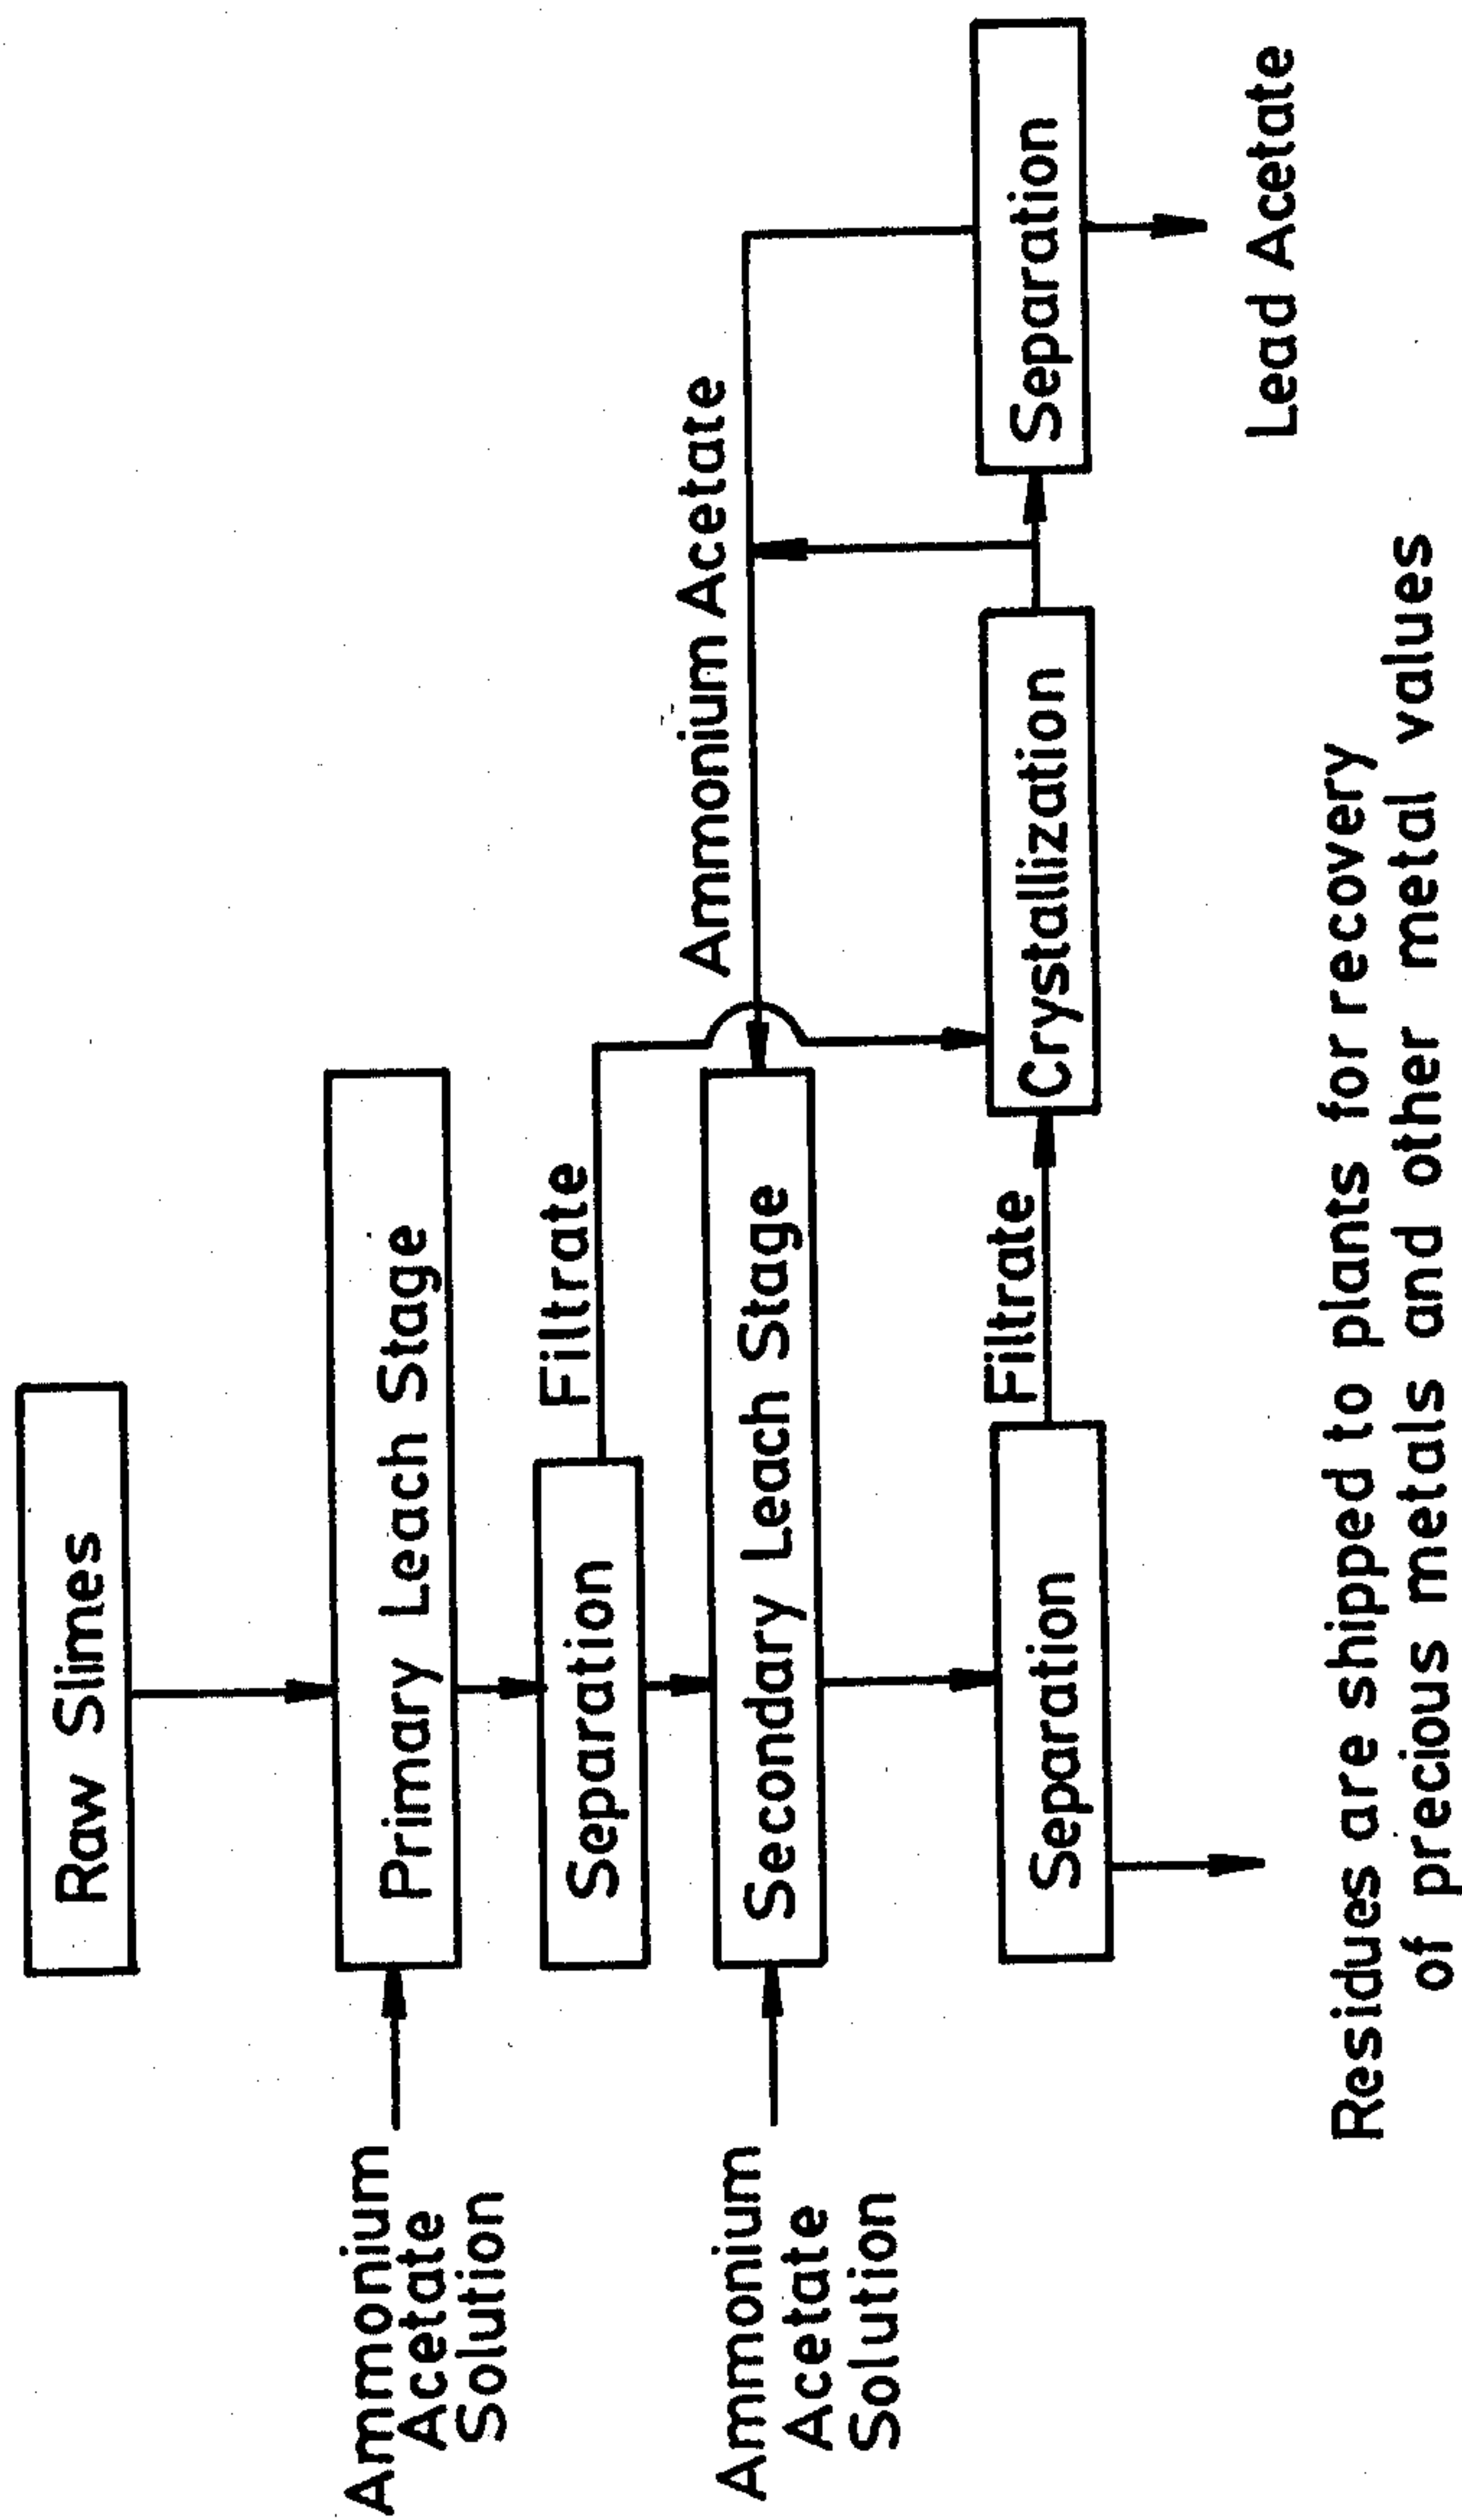 Raw Slimes
Ammonium
Acetate
Solution
Primary Leach Stage
Separation
Filtrate
Ammonium Acetate
Ammonium
Acetate
Solution
Secondary Leach Stage
Separation
Filtrate
Crystallization
Separation
Lead Acetate
Residues are shipped to plants for recovery
of precious metals and other metal values